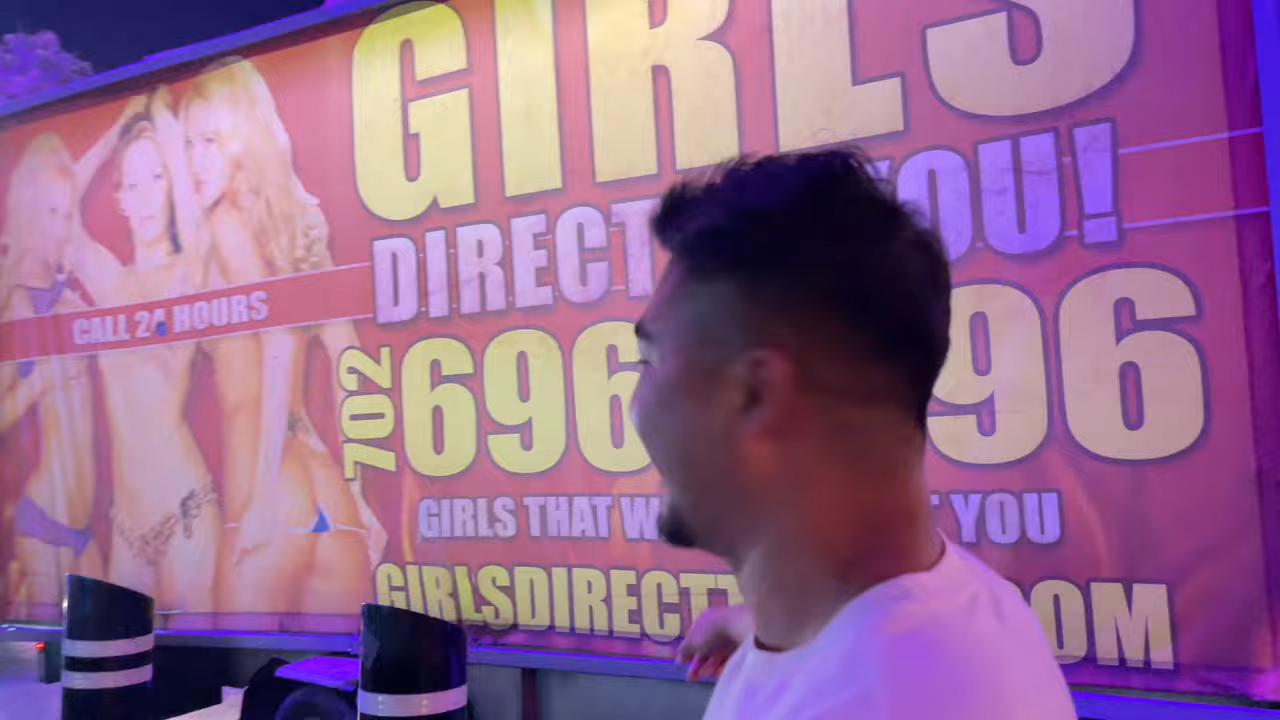 GIRLS
DIRECT YOU!
CALL 24 HOURS
702
696 96
GIRLS THAT YOU
GIRLSDIRECT OM